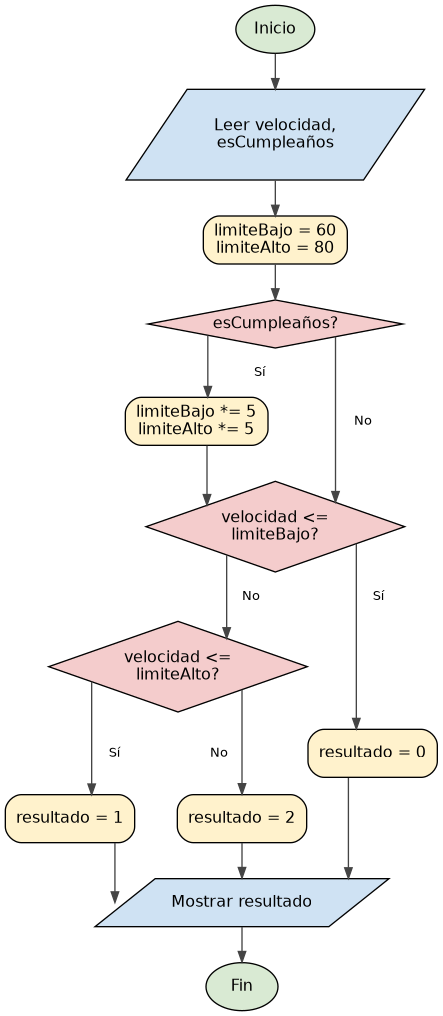 Inicio
Leer velocidad,
esCumpleaños
limiteBajo = 60
limiteAlto = 80
esCumpleaños?
Sí
limiteBajo *= 5
limiteAlto *= 5
No
velocidad <=
limiteBajo?
No
Sí
velocidad <=
limiteAlto?
Sí
No
resultado = 0
resultado = 1
resultado = 2
Mostrar resultado
Fin